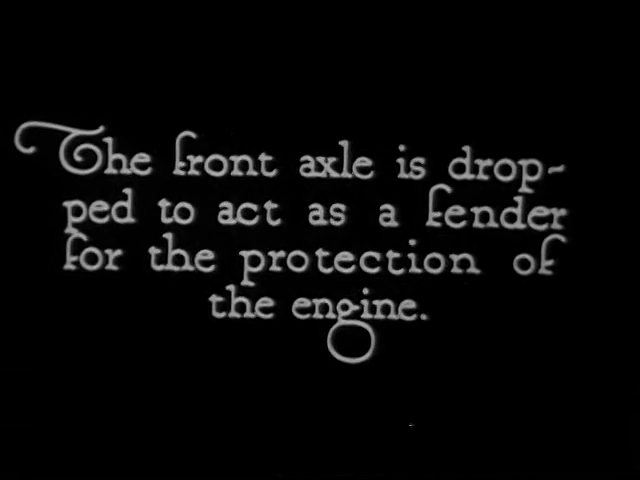 The front axle is drop-
ped to act as a fender
for the protection of
the engine.